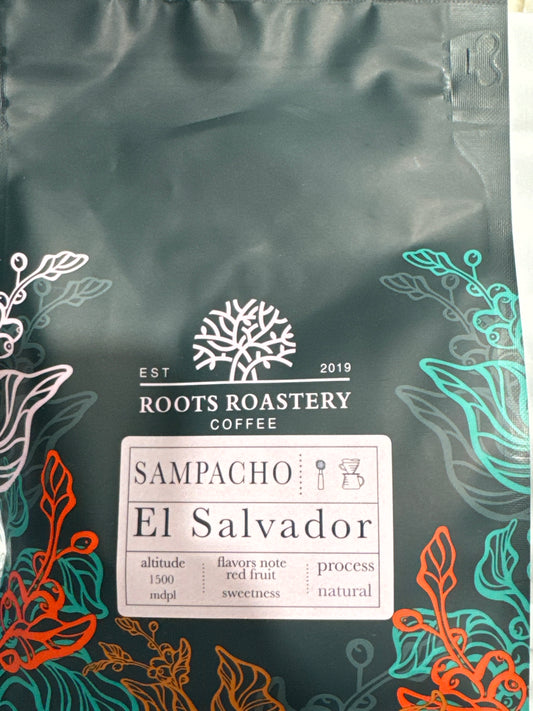 EST 2019
ROOTS ROASTERY
COFFEE
SAMPACHO
El Salvador
altitude
1500
mdpl
flavors note
red fruit
sweetness
process
natural